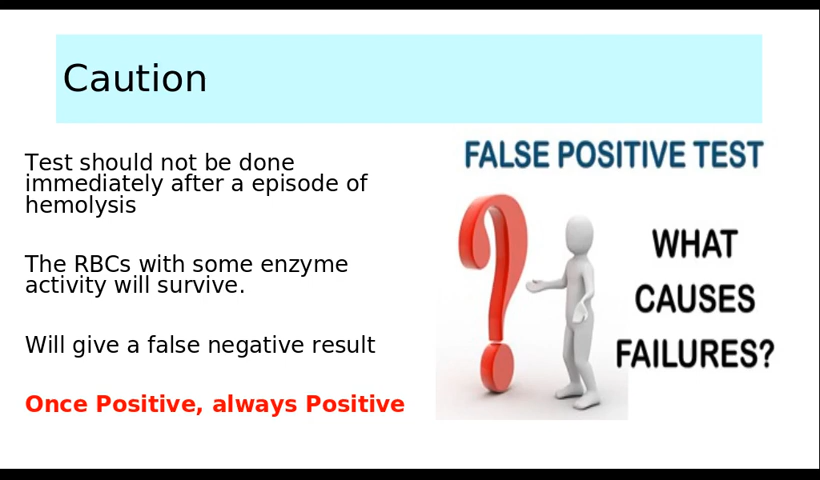 Caution
Test should not be done
immediately after a episode of
hemolysis
The RBCs with some enzyme
activity will survive.
Will give a false negative result
Once Positive, always Positive
FALSE POSITIVE TEST
WHAT
CAUSES
FAILURES?